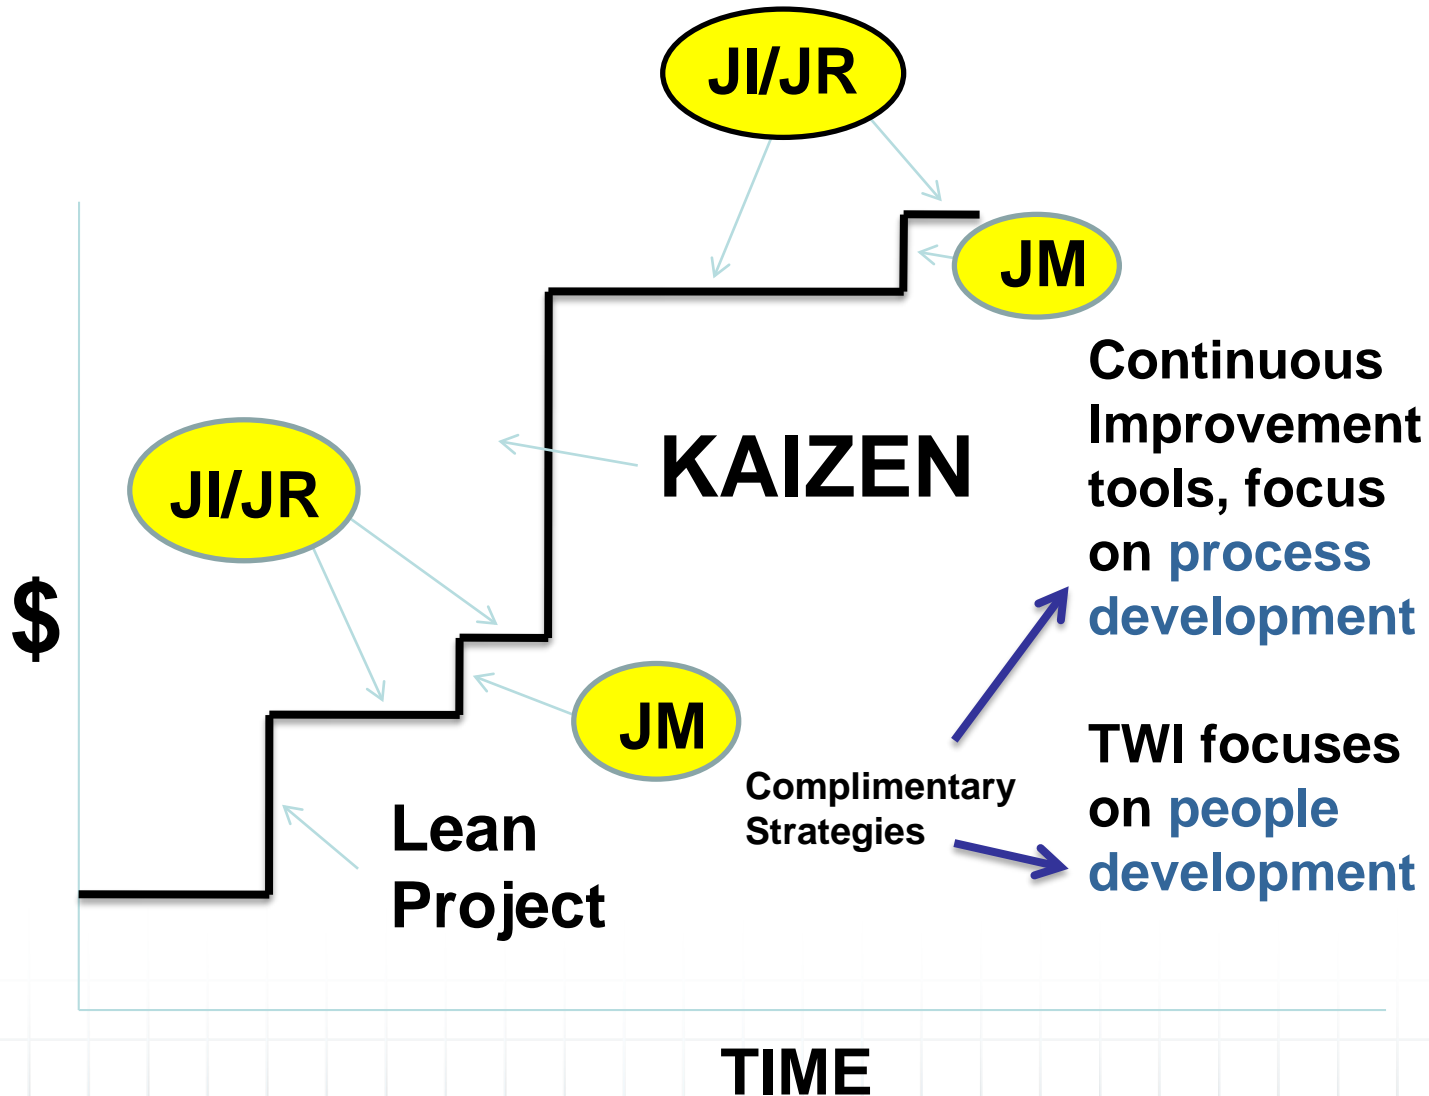 JI/JR
JM
Continuous
Improvement
tools, focus
on process
development
KAIZEN
JI/JR
$
JM
TWI focuses
on people
development
Complimentary
Strategies
Lean
Project
TIME